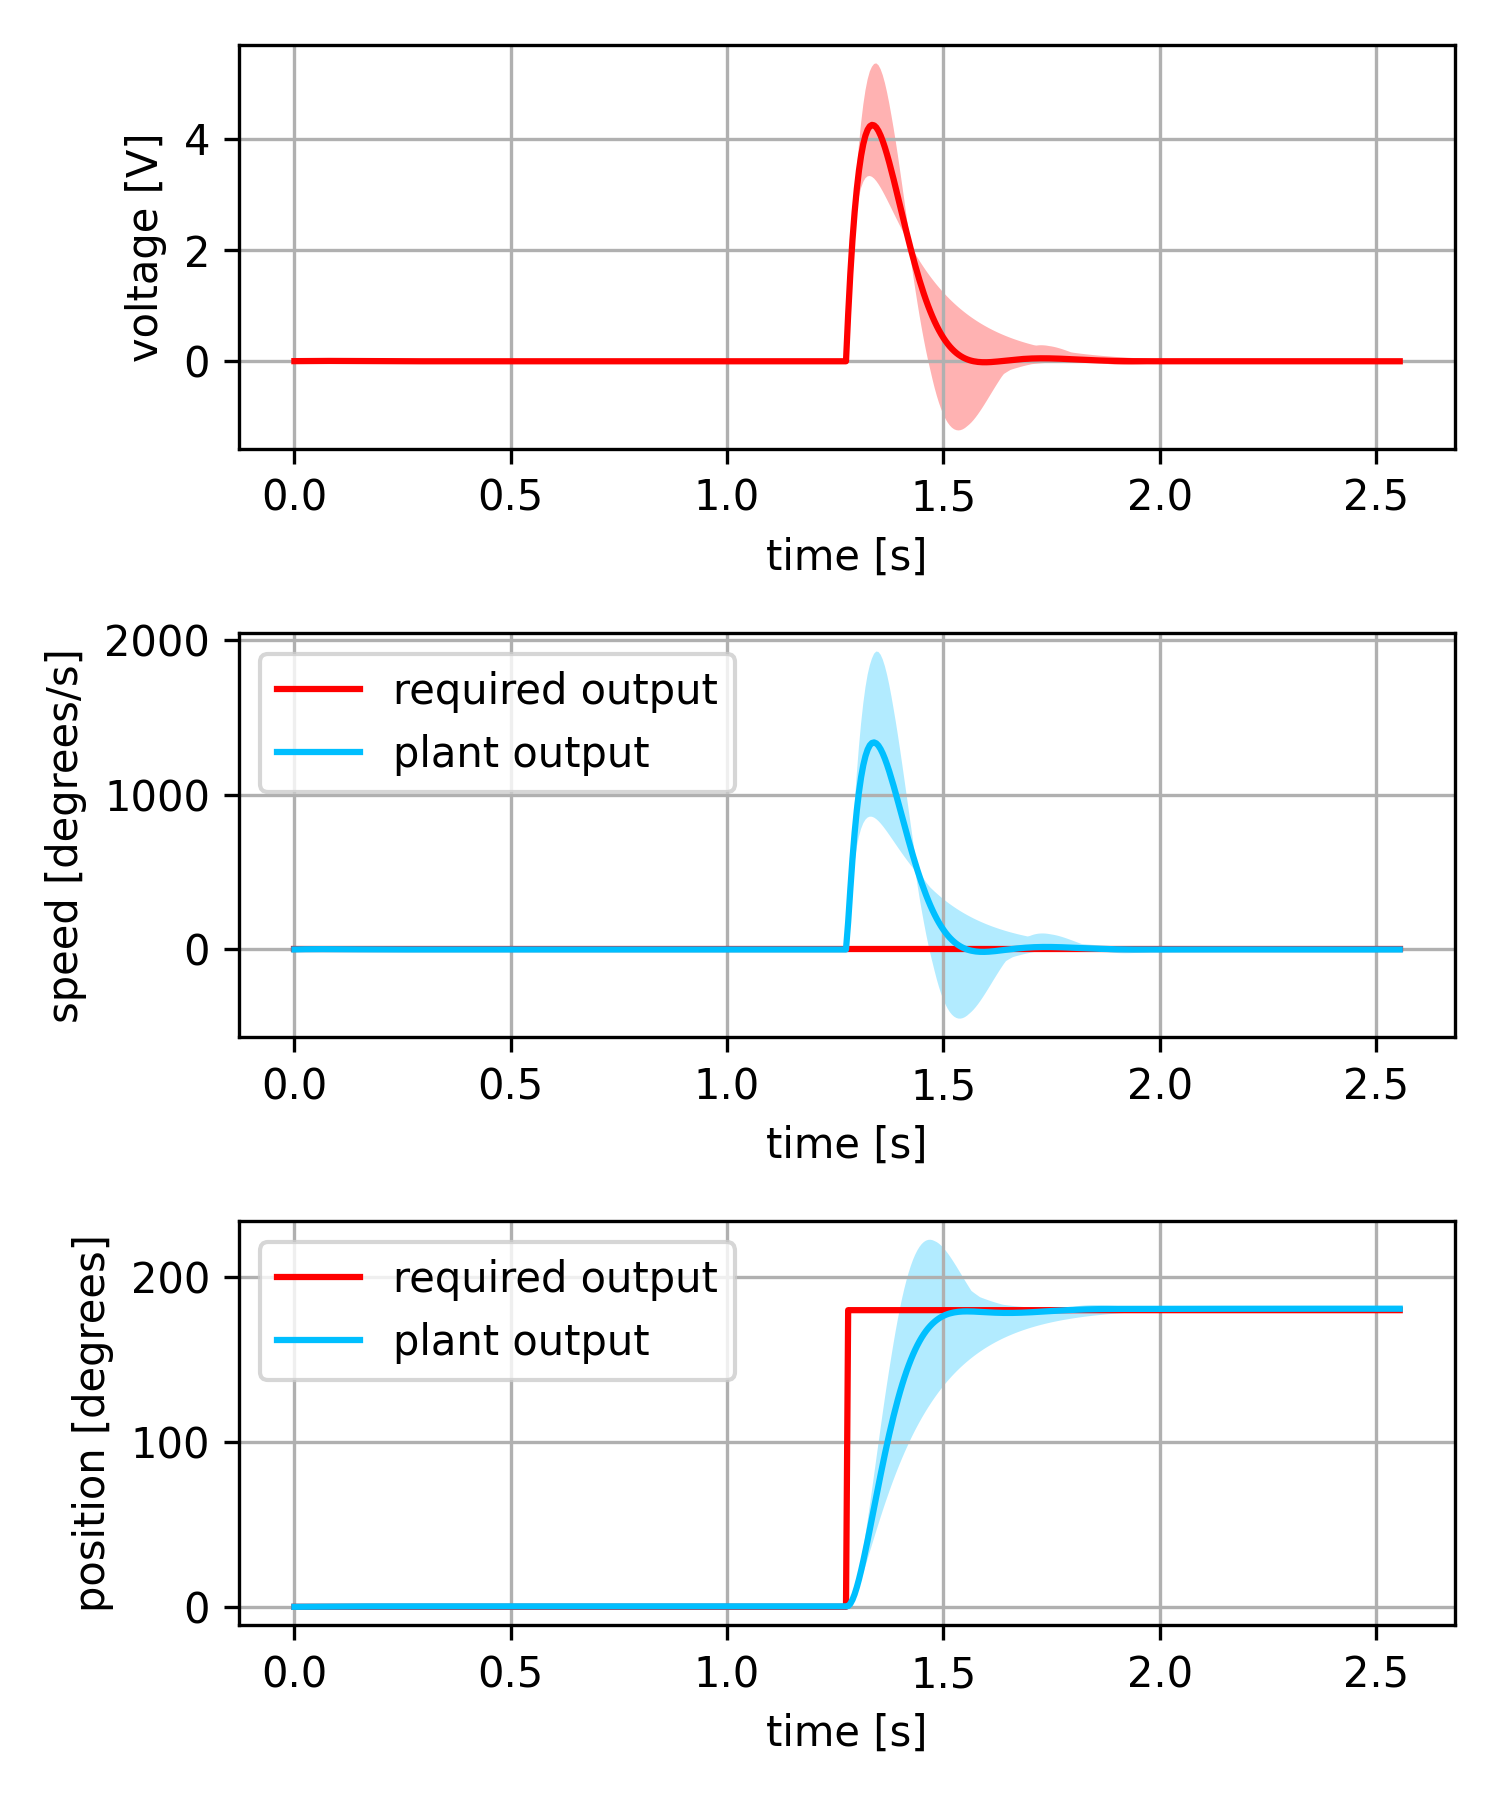 voltage [V]
4
2
0
0.0 0.5 1.0 1.5 2.0 2.5
time [s]
speed [degrees/s]
2000
1000
0
required output
plant output
0.0 0.5 1.0 1.5 2.0 2.5
time [s]
position [degrees]
200
100
0
required output
plant output
0.0 0.5 1.0 1.5 2.0 2.5
time [s]